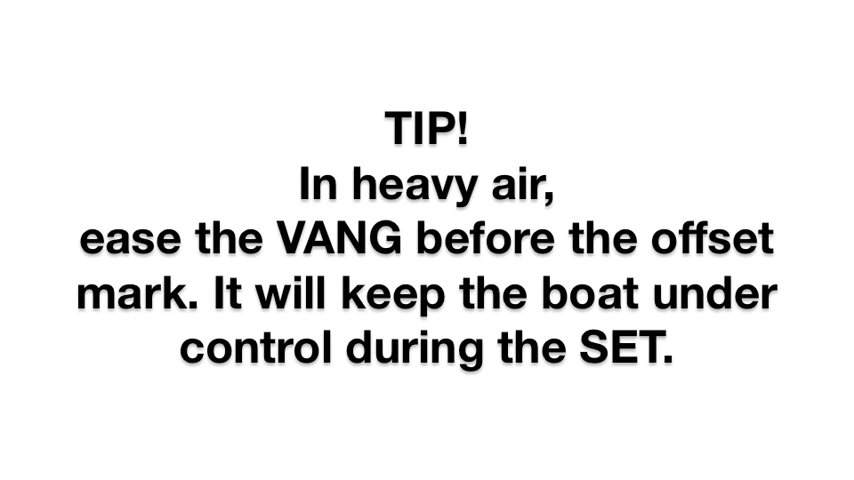 TIP!
In heavy air,
ease the VANG before the offset
mark. It will keep the boat under
control during the SET.